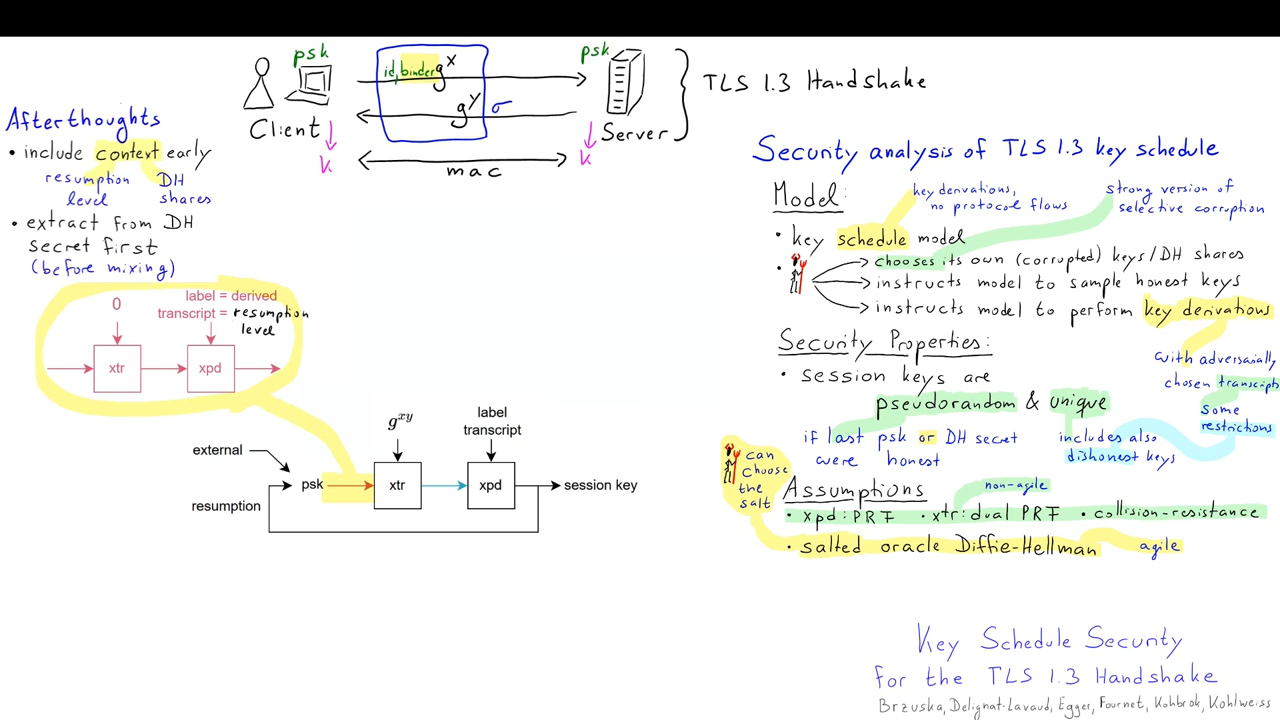 psk
id, binder g^x
g^y σ
psk
Client
k
Server
k
mac
TLS 1.3 Handshake
Afterthoughts
• include context early
resumption level
DH shares
• extract from DH
secret first
(before mixing)
0
label = derived
transcript = resumption
level
xtr
xpd
g^xy
label
transcript
external
psk
xtr
xpd
session key
resumption
Security analysis of TLS 1.3 key schedule
Model:
key derivations,
no protocol flows
strong version of
selective corruption
• key schedule model
• chooses its own (corrupted) keys/DH shares
instructs model to sample honest keys
instructs model to perform key derivations
Security Properties:
with adversarially
chosen transcript
some
restrictions
• session keys are
pseudorandom & unique
if last psk or DH secret
were honest
includes also
dishonest keys
can
choose
the
salt
Assumptions
non-agile
• xpd: PRF • xtr: dual PRF • collision-resistance
• salted oracle Diffie-Hellman
agile
Key Schedule Security
for the TLS 1.3 Handshake
Brzuska, Delignat-Lavaud, Egger, Fournet, Kohbrok, Kohlweiss